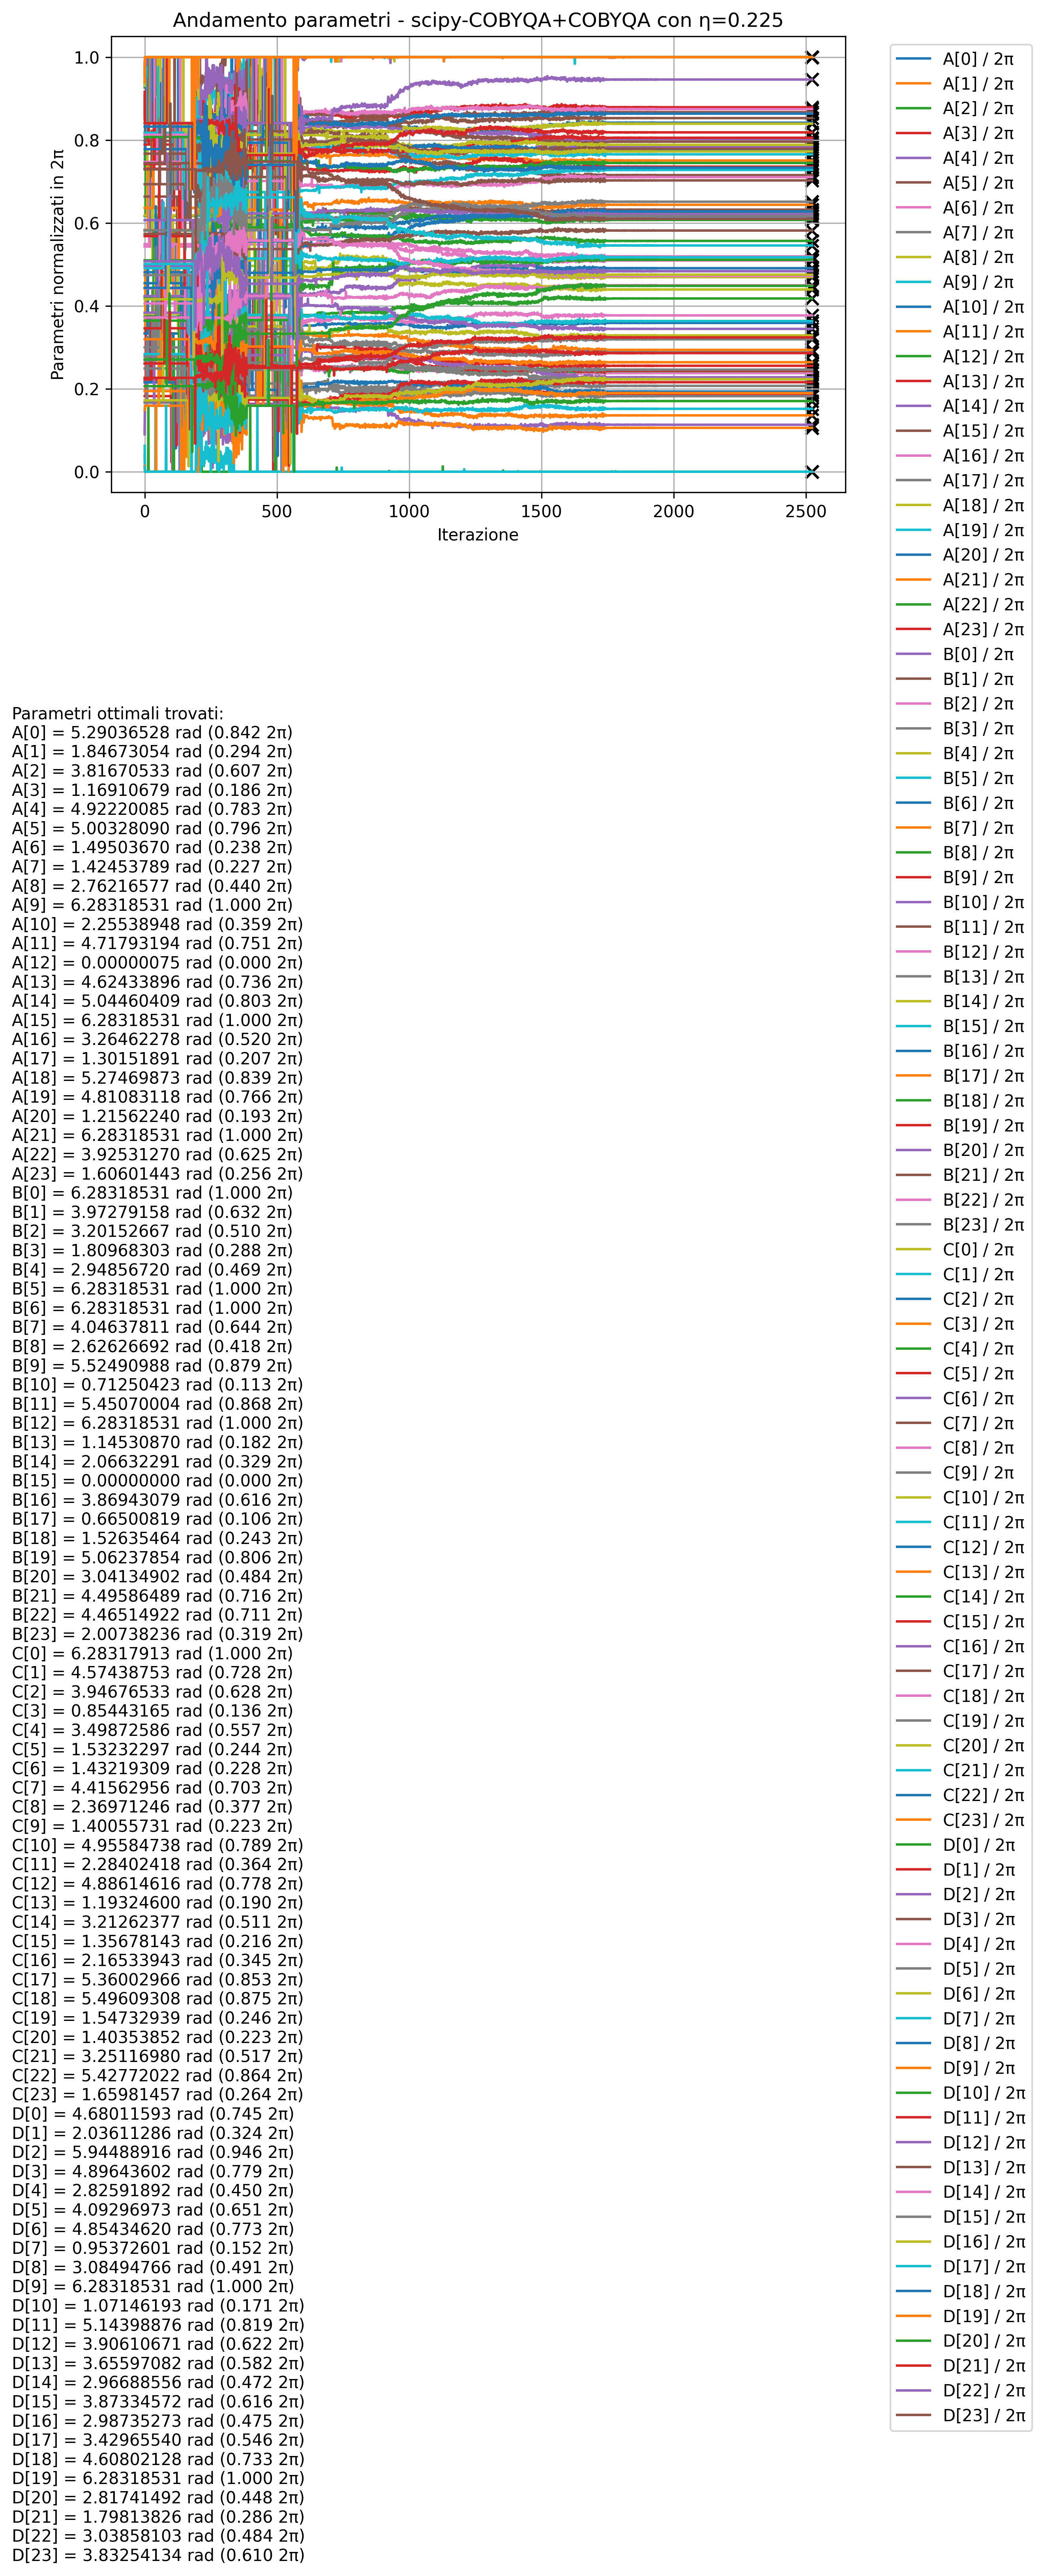 Andamento parametri - scipy-COBYQA+COBYQA con η=0.225
1.0
0.8
0.6
0.4
0.2
0.0
Parametri normalizzati in 2π
0
500
1000
1500
2000
2500
Iterazione
A[0] / 2π
A[1] / 2π
A[2] / 2π
A[3] / 2π
A[4] / 2π
A[5] / 2π
A[6] / 2π
A[7] / 2π
A[8] / 2π
A[9] / 2π
A[10] / 2π
A[11] / 2π
A[12] / 2π
A[13] / 2π
A[14] / 2π
A[15] / 2π
A[16] / 2π
A[17] / 2π
A[18] / 2π
A[19] / 2π
A[20] / 2π
A[21] / 2π
A[22] / 2π
A[23] / 2π
B[0] / 2π
B[1] / 2π
B[2] / 2π
B[3] / 2π
B[4] / 2π
B[5] / 2π
B[6] / 2π
B[7] / 2π
B[8] / 2π
B[9] / 2π
B[10] / 2π
B[11] / 2π
B[12] / 2π
B[13] / 2π
B[14] / 2π
B[15] / 2π
B[16] / 2π
B[17] / 2π
B[18] / 2π
B[19] / 2π
B[20] / 2π
B[21] / 2π
B[22] / 2π
B[23] / 2π
C[0] / 2π
C[1] / 2π
C[2] / 2π
C[3] / 2π
C[4] / 2π
C[5] / 2π
C[6] / 2π
C[7] / 2π
C[8] / 2π
C[9] / 2π
C[10] / 2π
C[11] / 2π
C[12] / 2π
C[13] / 2π
C[14] / 2π
C[15] / 2π
C[16] / 2π
C[17] / 2π
C[18] / 2π
C[19] / 2π
C[20] / 2π
C[21] / 2π
C[22] / 2π
C[23] / 2π
D[0] / 2π
D[1] / 2π
D[2] / 2π
D[3] / 2π
D[4] / 2π
D[5] / 2π
D[6] / 2π
D[7] / 2π
D[8] / 2π
D[9] / 2π
D[10] / 2π
D[11] / 2π
D[12] / 2π
D[13] / 2π
D[14] / 2π
D[15] / 2π
D[16] / 2π
D[17] / 2π
D[18] / 2π
D[19] / 2π
D[20] / 2π
D[21] / 2π
D[22] / 2π
D[23] / 2π
Parametri ottimali trovati:
A[0] = 5.29036528 rad (0.842 2π)
A[1] = 1.84673054 rad (0.294 2π)
A[2] = 3.81670533 rad (0.607 2π)
A[3] = 1.16910679 rad (0.186 2π)
A[4] = 4.92220085 rad (0.783 2π)
A[5] = 5.00328090 rad (0.796 2π)
A[6] = 1.49503670 rad (0.238 2π)
A[7] = 1.42453789 rad (0.227 2π)
A[8] = 2.76216577 rad (0.440 2π)
A[9] = 6.28318531 rad (1.000 2π)
A[10] = 2.25538948 rad (0.359 2π)
A[11] = 4.71793194 rad (0.751 2π)
A[12] = 0.00000075 rad (0.000 2π)
A[13] = 4.62433896 rad (0.736 2π)
A[14] = 5.04460409 rad (0.803 2π)
A[15] = 6.28318531 rad (1.000 2π)
A[16] = 3.26462278 rad (0.520 2π)
A[17] = 1.30151891 rad (0.207 2π)
A[18] = 5.27469873 rad (0.839 2π)
A[19] = 4.81083118 rad (0.766 2π)
A[20] = 1.21562240 rad (0.193 2π)
A[21] = 6.28318531 rad (1.000 2π)
A[22] = 3.92531270 rad (0.625 2π)
A[23] = 1.60601443 rad (0.256 2π)
B[0] = 6.28318531 rad (1.000 2π)
B[1] = 3.97279158 rad (0.632 2π)
B[2] = 3.20152667 rad (0.510 2π)
B[3] = 1.80968303 rad (0.288 2π)
B[4] = 2.94856720 rad (0.469 2π)
B[5] = 6.28318531 rad (1.000 2π)
B[6] = 6.28318531 rad (1.000 2π)
B[7] = 4.04637811 rad (0.644 2π)
B[8] = 2.62626692 rad (0.418 2π)
B[9] = 5.52490988 rad (0.879 2π)
B[10] = 0.71250423 rad (0.113 2π)
B[11] = 5.45070004 rad (0.868 2π)
B[12] = 6.28318531 rad (1.000 2π)
B[13] = 1.14530870 rad (0.182 2π)
B[14] = 2.06632291 rad (0.329 2π)
B[15] = 0.00000000 rad (0.000 2π)
B[16] = 3.86943079 rad (0.616 2π)
B[17] = 0.66500819 rad (0.106 2π)
B[18] = 1.52635464 rad (0.243 2π)
B[19] = 5.06237854 rad (0.806 2π)
B[20] = 3.04134902 rad (0.484 2π)
B[21] = 4.49586489 rad (0.716 2π)
B[22] = 4.46514922 rad (0.711 2π)
B[23] = 2.00738236 rad (0.319 2π)
C[0] = 6.28317913 rad (1.000 2π)
C[1] = 4.57438753 rad (0.728 2π)
C[2] = 3.94676533 rad (0.628 2π)
C[3] = 0.85443165 rad (0.136 2π)
C[4] = 3.49872586 rad (0.557 2π)
C[5] = 1.53232297 rad (0.244 2π)
C[6] = 1.43219309 rad (0.228 2π)
C[7] = 4.41562956 rad (0.703 2π)
C[8] = 2.36971246 rad (0.377 2π)
C[9] = 1.40055731 rad (0.223 2π)
C[10] = 4.95584738 rad (0.789 2π)
C[11] = 2.28402418 rad (0.364 2π)
C[12] = 4.88614616 rad (0.778 2π)
C[13] = 1.19324600 rad (0.190 2π)
C[14] = 3.21262377 rad (0.511 2π)
C[15] = 1.35678143 rad (0.216 2π)
C[16] = 2.16533943 rad (0.345 2π)
C[17] = 5.36002966 rad (0.853 2π)
C[18] = 5.49609308 rad (0.875 2π)
C[19] = 1.54732939 rad (0.246 2π)
C[20] = 1.40353852 rad (0.223 2π)
C[21] = 3.25116980 rad (0.517 2π)
C[22] = 5.42772022 rad (0.864 2π)
C[23] = 1.65981457 rad (0.264 2π)
D[0] = 4.68011593 rad (0.745 2π)
D[1] = 2.03611286 rad (0.324 2π)
D[2] = 5.94488916 rad (0.946 2π)
D[3] = 4.89643602 rad (0.779 2π)
D[4] = 2.82591892 rad (0.450 2π)
D[5] = 4.09296973 rad (0.651 2π)
D[6] = 4.85434620 rad (0.773 2π)
D[7] = 0.95372601 rad (0.152 2π)
D[8] = 3.08494766 rad (0.491 2π)
D[9] = 6.28318531 rad (1.000 2π)
D[10] = 1.07146193 rad (0.171 2π)
D[11] = 5.14398876 rad (0.819 2π)
D[12] = 3.90610671 rad (0.622 2π)
D[13] = 3.65597082 rad (0.582 2π)
D[14] = 2.96688556 rad (0.472 2π)
D[15] = 3.87334572 rad (0.616 2π)
D[16] = 2.98735273 rad (0.475 2π)
D[17] = 3.42965540 rad (0.546 2π)
D[18] = 4.60802128 rad (0.733 2π)
D[19] = 6.28318531 rad (1.000 2π)
D[20] = 2.81741492 rad (0.448 2π)
D[21] = 1.79813826 rad (0.286 2π)
D[22] = 3.03858103 rad (0.484 2π)
D[23] = 3.83254134 rad (0.610 2π)